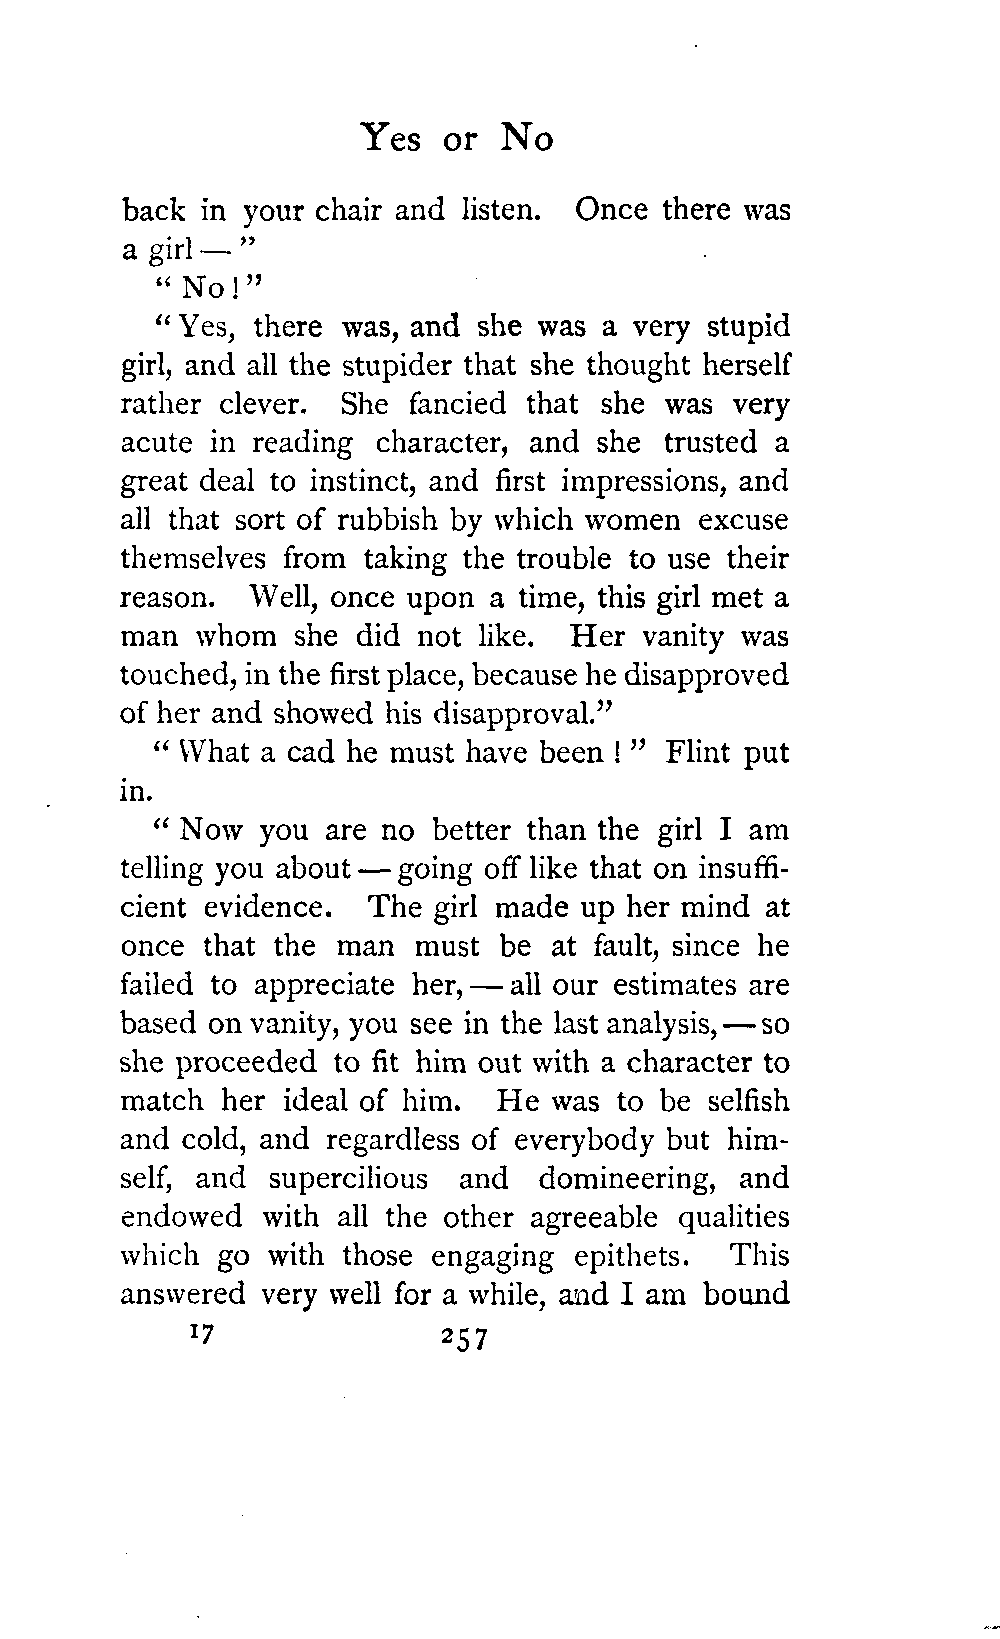 Yes or No
back in your chair and listen. Once there was
a girl — ”
“ No ! ”
“ Yes, there was, and she was a very stupid
girl, and all the stupider that she thought herself
rather clever. She fancied that she was very
acute in reading character, and she trusted a
great deal to instinct, and first impressions, and
all that sort of rubbish by which women excuse
themselves from taking the trouble to use their
reason. Well, once upon a time, this girl met a
man whom she did not like. Her vanity was
touched, in the first place, because he disapproved
of her and showed his disapproval.”
“ What a cad he must have been ! ” Flint put
in.
“ Now you are no better than the girl I am
telling you about — going off like that on insuffi-
cient evidence. The girl made up her mind at
once that the man must be at fault, since he
failed to appreciate her, — all our estimates are
based on vanity, you see in the last analysis, — so
she proceeded to fit him out with a character to
match her ideal of him. He was to be selfish
and cold, and regardless of everybody but him-
self, and supercilious and domineering, and
endowed with all the other agreeable qualities
which go with those engaging epithets. This
answered very well for a while, and I am bound
17 257